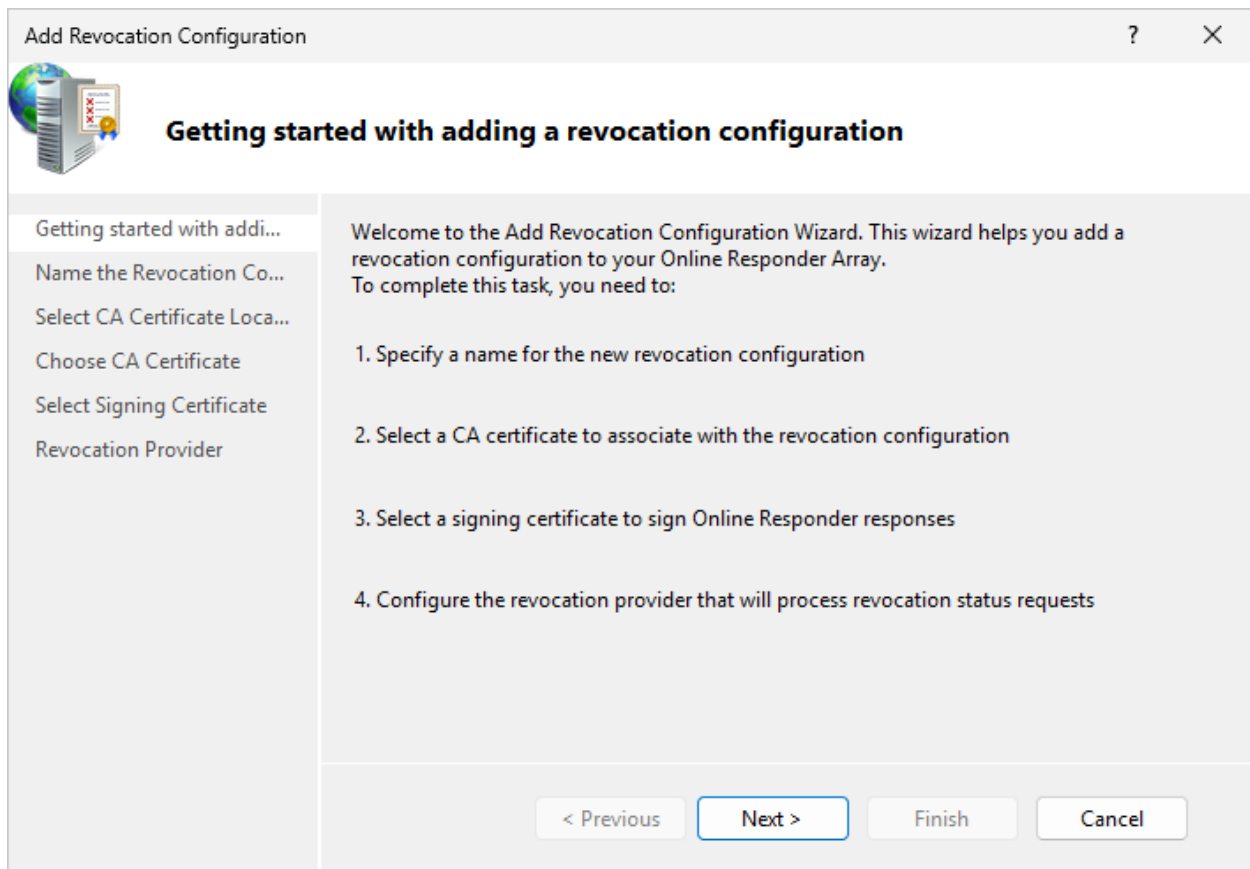 Add Revocation Configuration
?
Getting started with adding a revocation configuration
Getting started with addi...
Name the Revocation Co...
Select CA Certificate Loca...
Choose CA Certificate
Select Signing Certificate
Revocation Provider
Welcome to the Add Revocation Configuration Wizard. This wizard helps you add a
revocation configuration to your Online Responder Array.
To complete this task, you need to:
1. Specify a name for the new revocation configuration
2. Select a CA certificate to associate with the revocation configuration
3. Select a signing certificate to sign Online Responder responses
4. Configure the revocation provider that will process revocation status requests
< Previous
Next >
Finish
Cancel